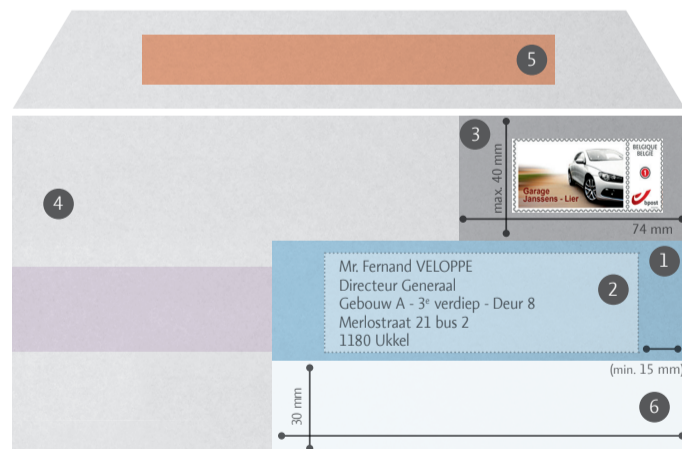 5
3
max. 40 mm
BELGIQUE
BELGIË
1
Garage
Janssens - Lier
bpost
74 mm
4
1
Mr. Fernand VELOPPE
Directeur Generaal
Gebouw A - 3e verdiep - Deur 8
Merlostraat 21 bus 2
1180 Ukkel
2
(min. 15 mm)
30 mm
6